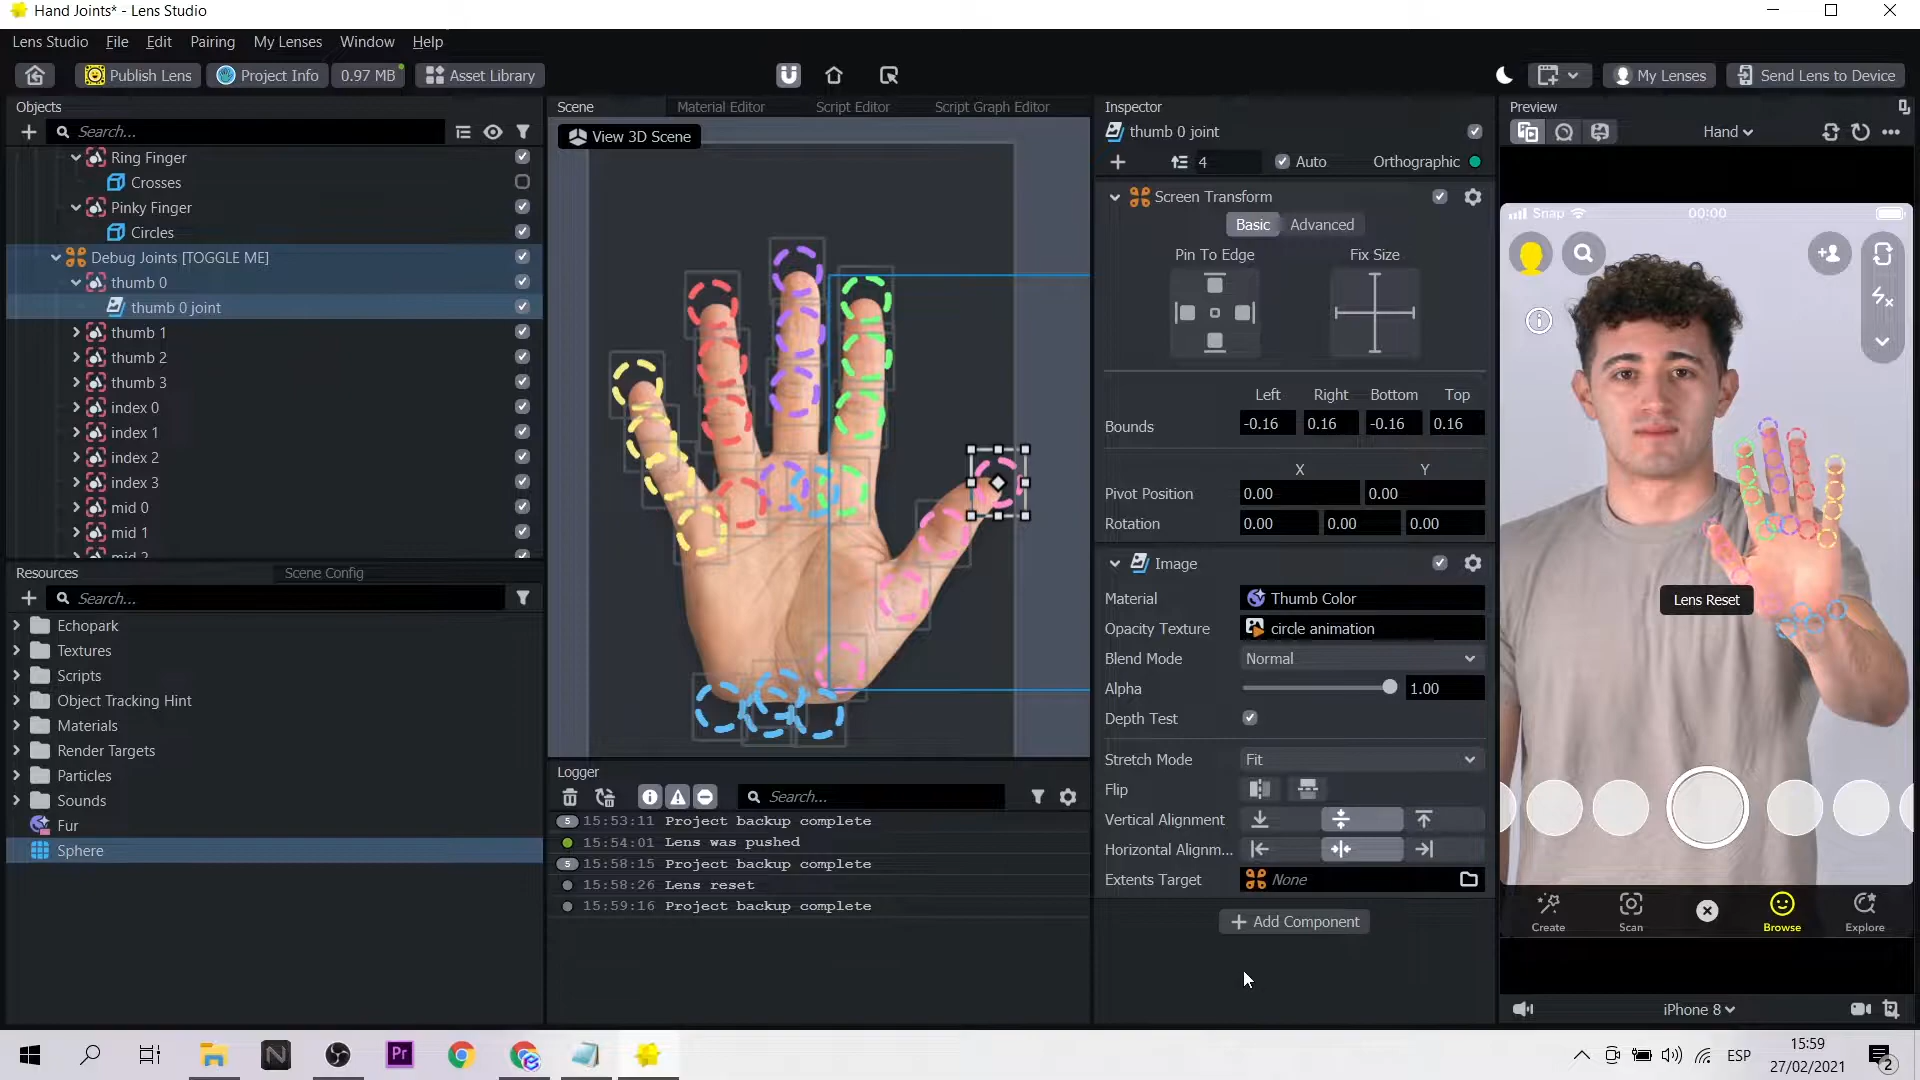 Hand Joints* - Lens Studio
Lens Studio File Edit Pairing My Lenses Window Help
Publish Lens Project Info 0.97 MB Asset Library My Lenses Send Lens to Device
Objects
Search...
Ring Finger
Crosses
Pinky Finger
Circles
Debug Joints [TOGGLE ME]
thumb 0
thumb 0 joint
thumb 1
thumb 2
thumb 3
index 0
index 1
index 2
index 3
mid 0
mid 1
mid 2
Resources Scene Config
Search...
Echopark
Textures
Scripts
Object Tracking Hint
Materials
Render Targets
Particles
Sounds
Fur
Sphere
Scene Material Editor Script Editor Script Graph Editor
View 3D Scene
Logger
Search...
5 15:53:11 Project backup complete
15:54:01 Lens was pushed
5 15:58:15 Project backup complete
15:58:26 Lens reset
15:59:16 Project backup complete
Inspector
thumb 0 joint
4 Auto Orthographic
Screen Transform
Basic Advanced
Pin To Edge Fix Size
Left Right Bottom Top
Bounds -0.16 0.16 -0.16 0.16
X Y
Pivot Position 0.00 0.00
Rotation 0.00 0.00 0.00
Image
Material Thumb Color
Opacity Texture circle animation
Blend Mode Normal
Alpha 1.00
Depth Test
Stretch Mode Fit
Flip
Vertical Alignment
Horizontal Alignm...
Extents Target None
Add Component
Preview
Hand
Snap 00:00
Lens Reset
Create Scan Browse Explore
iPhone 8
Pr ESP 15:59
27/02/2021 2